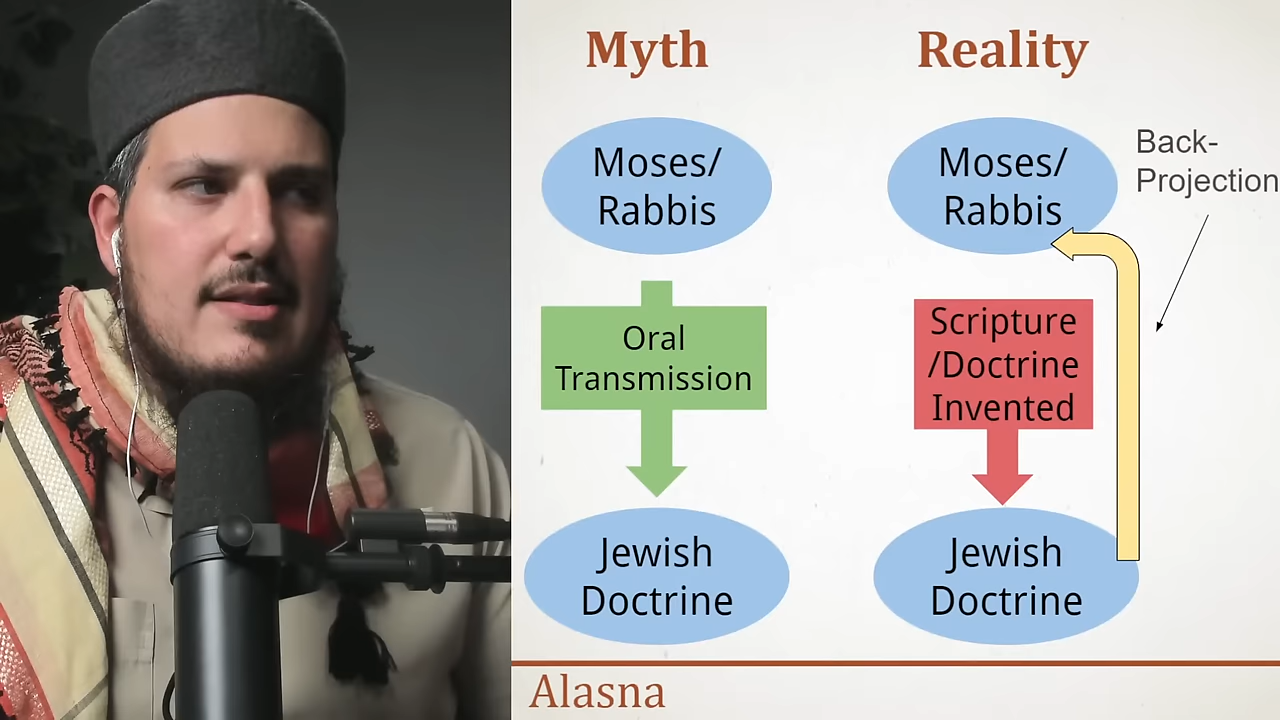 Myth
Reality
Moses/
Rabbis
Moses/
Rabbis
Back-
Projection
Oral
Transmission
Scripture
/Doctrine
Invented
Jewish
Doctrine
Jewish
Doctrine
Alasna